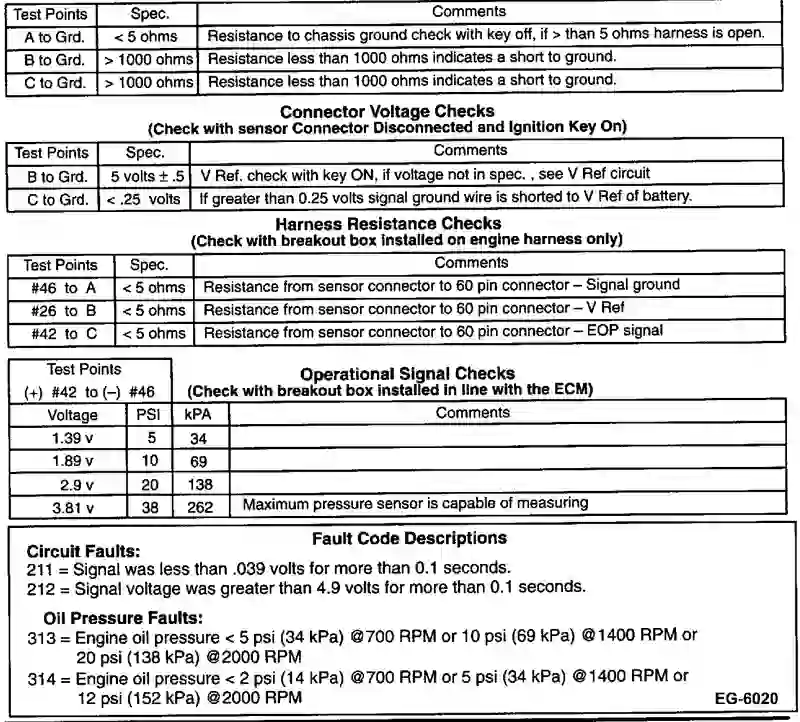 Test Points Spec. Comments
A to Grd. < 5 ohms Resistance to chassis ground check with key off, if > than 5 ohms harness is open.
B to Grd. > 1000 ohms Resistance less than 1000 ohms indicates a short to ground.
C to Grd. > 1000 ohms Resistance less than 1000 ohms indicates a short to ground.
Connector Voltage Checks
(Check with sensor Connector Disconnected and Ignition Key On)
Test Points Spec. Comments
B to Grd. 5 volts ± .5 V Ref. check with key ON, if voltage not in spec. , see V Ref circuit
C to Grd. < .25 volts If greater than 0.25 volts signal ground wire is shorted to V Ref of battery.
Harness Resistance Checks
(Check with breakout box installed on engine harness only)
Test Points Spec. Comments
#46 to A < 5 ohms Resistance from sensor connector to 60 pin connector – Signal ground
#26 to B < 5 ohms Resistance from sensor connector to 60 pin connector – V Ref
#42 to C < 5 ohms Resistance from sensor connector to 60 pin connector – EOP signal
Test Points
(+) #42 to (–) #46
Operational Signal Checks
(Check with breakout box installed in line with the ECM)
Voltage PSI kPA Comments
1.39 v 5 34
1.89 v 10 69
2.9 v 20 138
3.81 v 38 262 Maximum pressure sensor is capable of measuring
Fault Code Descriptions
Circuit Faults:
211 = Signal was less than .039 volts for more than 0.1 seconds.
212 = Signal voltage was greater than 4.9 volts for more than 0.1 seconds.
Oil Pressure Faults:
313 = Engine oil pressure < 5 psi (34 kPa) @700 RPM or 10 psi (69 kPa) @1400 RPM or
20 psi (138 kPa) @2000 RPM
314 = Engine oil pressure < 2 psi (14 kPa) @700 RPM or 5 psi (34 kPa) @1400 RPM or
12 psi (152 kPa) @2000 RPM
EG-6020